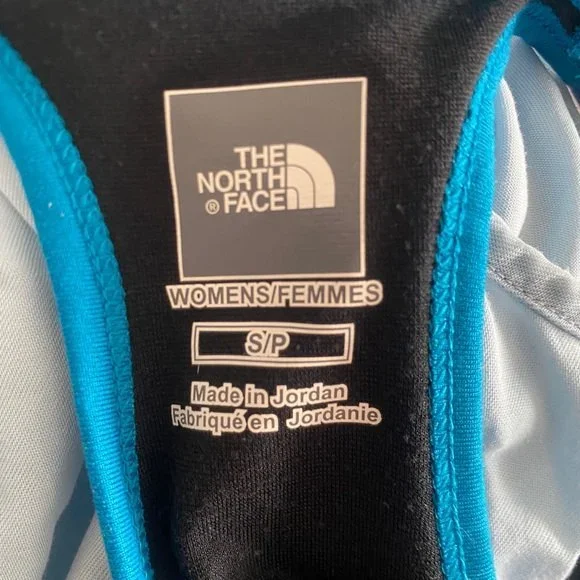 THE
NORTH
® FACE
WOMENS/FEMMES
S/P
Made in Jordan
Fabriqué en Jordanie